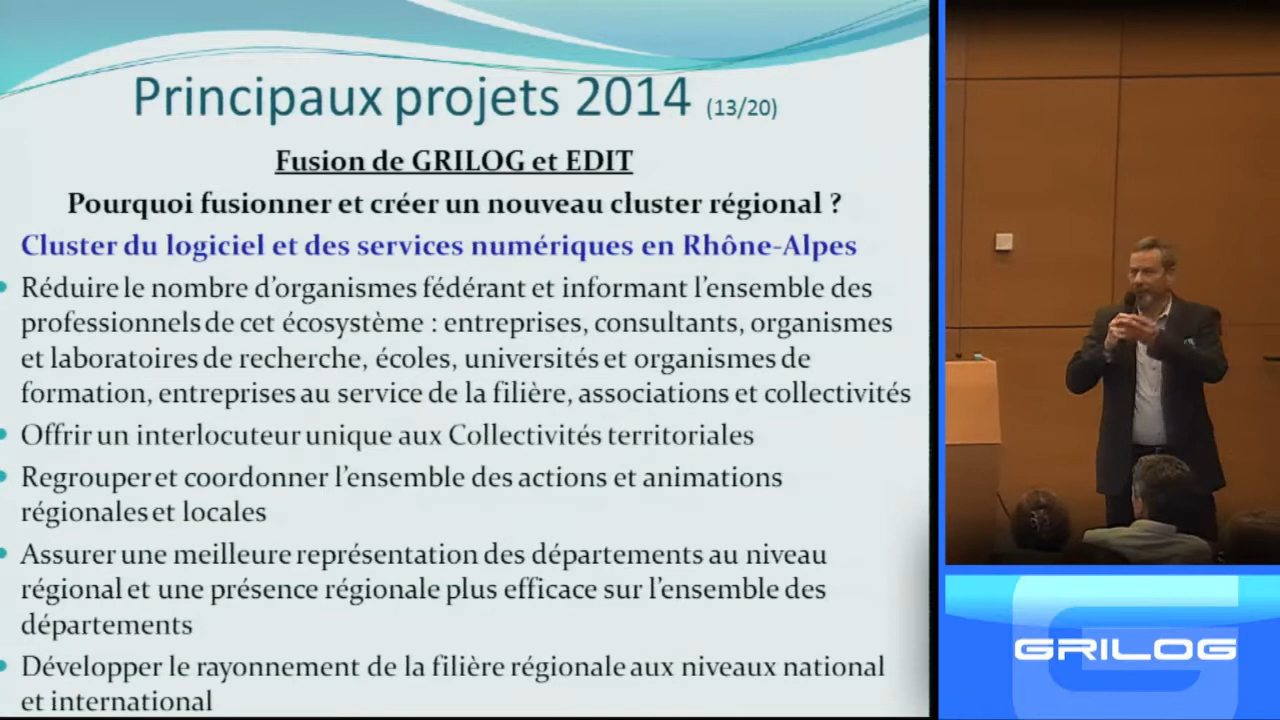 Principaux projets 2014 (13/20)
Fusion de GRILOG et EDIT
Pourquoi fusionner et créer un nouveau cluster régional ?
Cluster du logiciel et des services numériques en Rhône-Alpes
Réduire le nombre d'organismes fédérant et informant l'ensemble des
professionnels de cet écosystème : entreprises, consultants, organismes
et laboratoires de recherche, écoles, universités et organismes de
formation, entreprises au service de la filière, associations et collectivités
Offrir un interlocuteur unique aux Collectivités territoriales
Regrouper et coordonner l'ensemble des actions et animations
régionales et locales
Assurer une meilleure représentation des départements au niveau
régional et une présence régionale plus efficace sur l'ensemble des
départements
Développer le rayonnement de la filière régionale aux niveaux national
et international
GRILOG